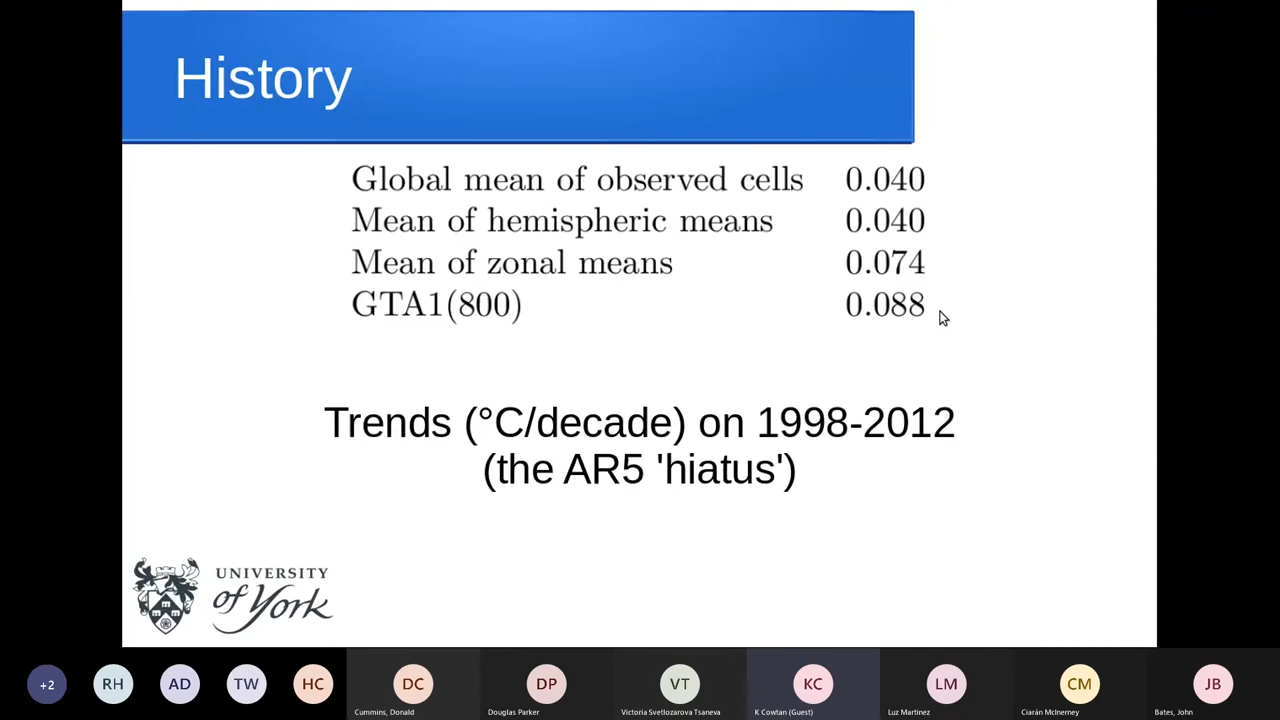 History
Global mean of observed cells 0.040
Mean of hemispheric means 0.040
Mean of zonal means 0.074
GTA1(800) 0.088
Trends (°C/decade) on 1998-2012
(the AR5 'hiatus')
UNIVERSITY
of York
+2 RH AD TW HC DC DP VT KC LM CM JB
Cummins, Donald Douglas Parker Victoria Svetlozarova Tsaneva K Cowtan (Guest) Luz Martinez Ciarán McInerney Bates, John